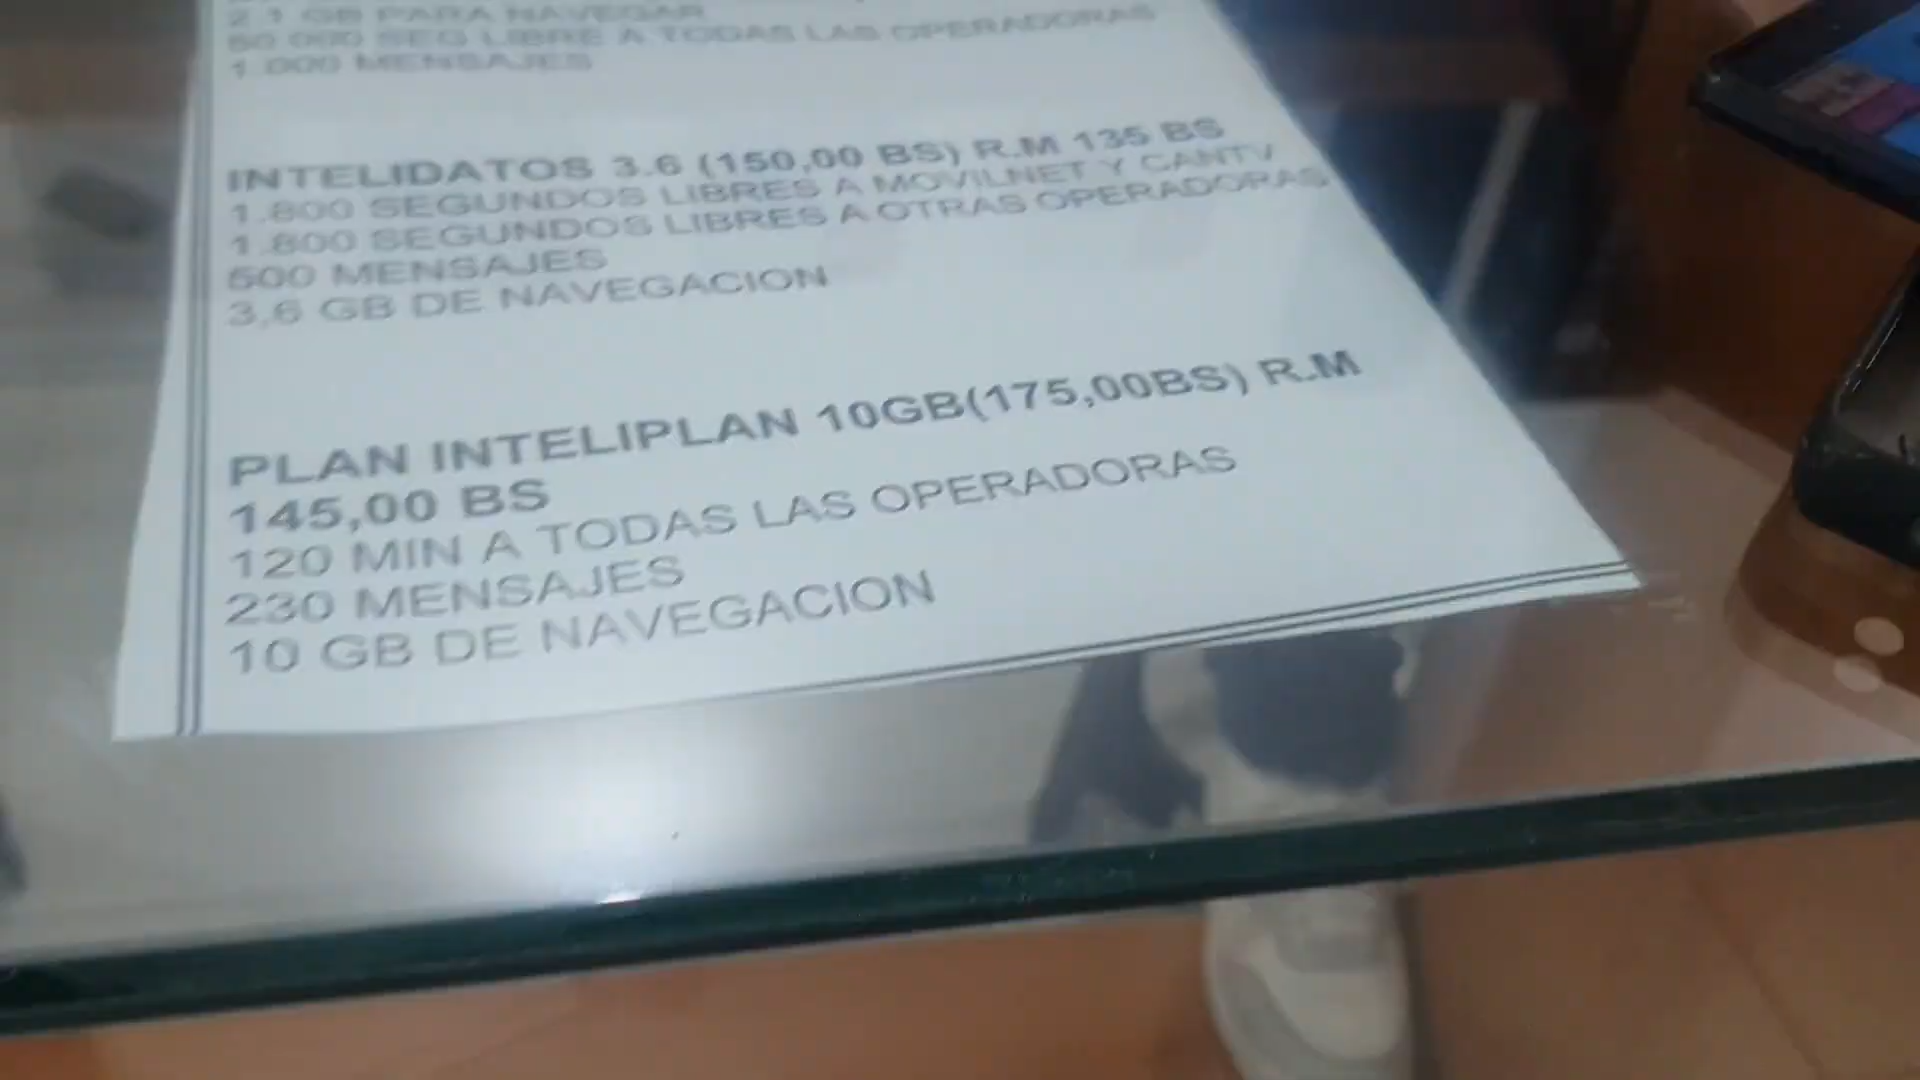 2.1 GB PARA NAVEGAR
60 000 SEG LIBRE A TODAS LAS OPERADORAS
1.000 MENSAJES
INTELIDATOS 3.6 (150,00 BS) R.M 135 BS
1.800 SEGUNDOS LIBRES A MOVILNET Y CANTV
1.800 SEGUNDOS LIBRES A OTRAS OPERADORAS
500 MENSAJES
3,6 GB DE NAVEGACION
PLAN INTELIPLAN 10GB(175,00BS) R.M
145,00 BS
120 MIN A TODAS LAS OPERADORAS
230 MENSAJES
10 GB DE NAVEGACION